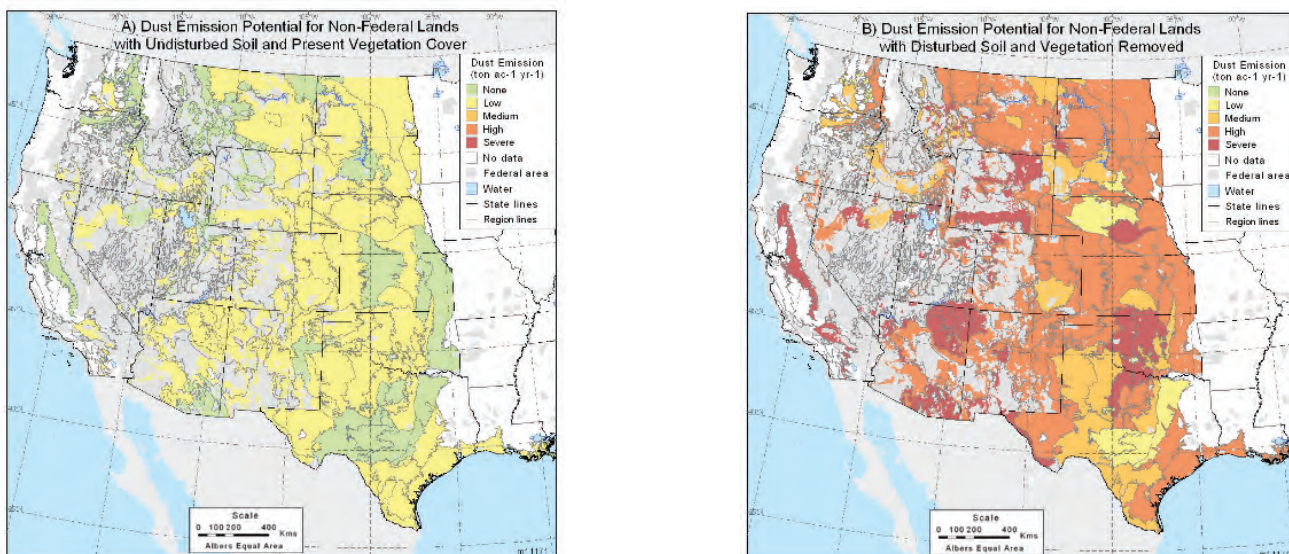 A) Dust Emission Potential for Non-Federal Lands
with Undisturbed Soil and Present Vegetation Cover
Dust Emission
(ton ac-1 yr-1)
None
Low
Medium
High
Severe
No data
Federal area
Water
State lines
Region lines
Scale
0 100 200 400
Kms
Albers Equal Area
B) Dust Emission Potential for Non-Federal Lands
with Disturbed Soil and Vegetation Removed
Dust Emission
(ton ac-1 yr-1)
None
Low
Medium
High
Severe
No data
Federal area
Water
State lines
Region lines
Scale
0 100 200 400
Kms
Albers Equal Area